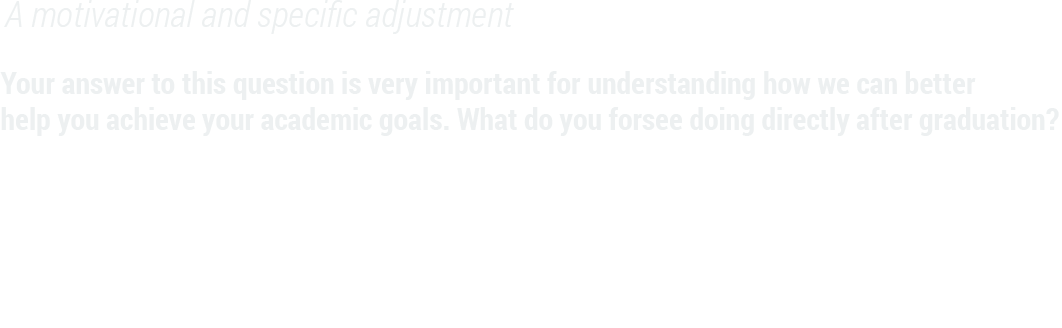 A motivational and specific adjustment
Your answer to this question is very important for understanding how we can better
help you achieve your academic goals. What do you forsee doing directly after graduation?